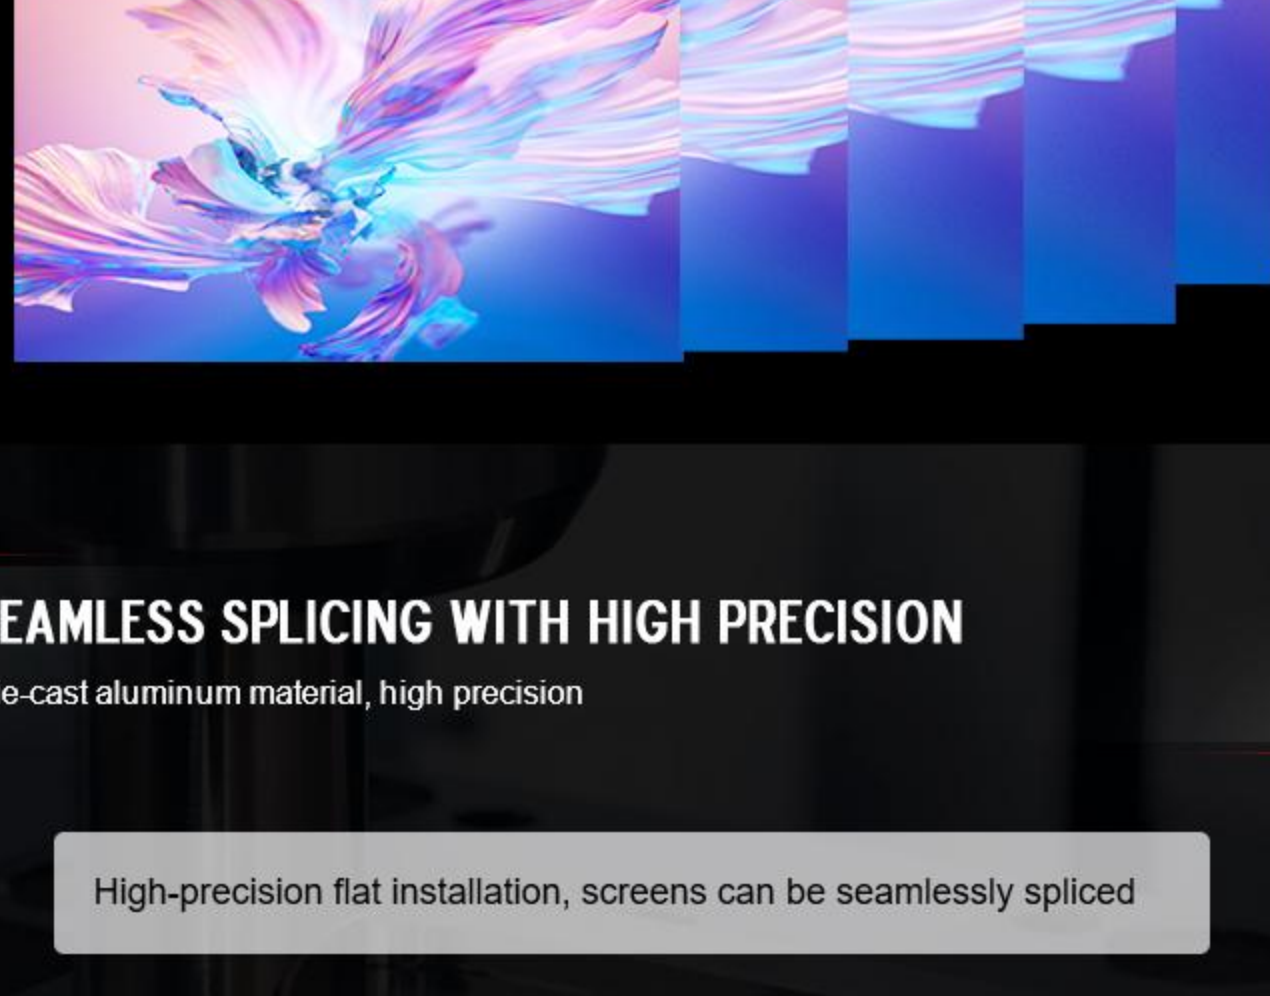 EAMLESS SPLICING WITH HIGH PRECISION
e-cast aluminum material, high precision
High-precision flat installation, screens can be seamlessly spliced